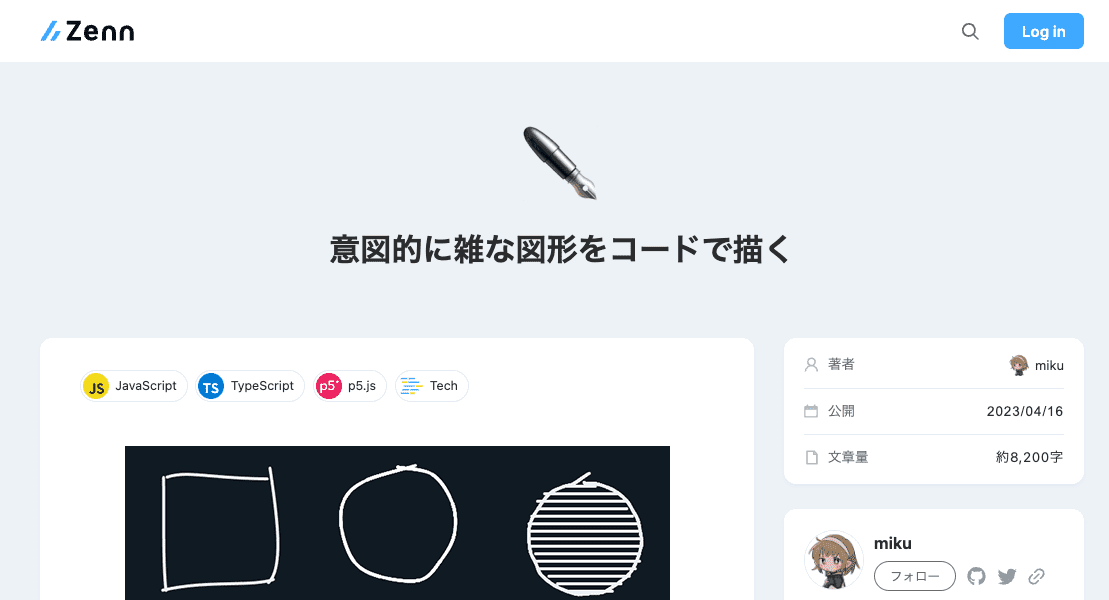 Zenn
Log in
意図的に雑な図形をコードで描く
JS JavaScript
TS TypeScript
p5* p5.js
Tech
著者 miku
公開 2023/04/16
文章量 約8,200字
miku
フォロー